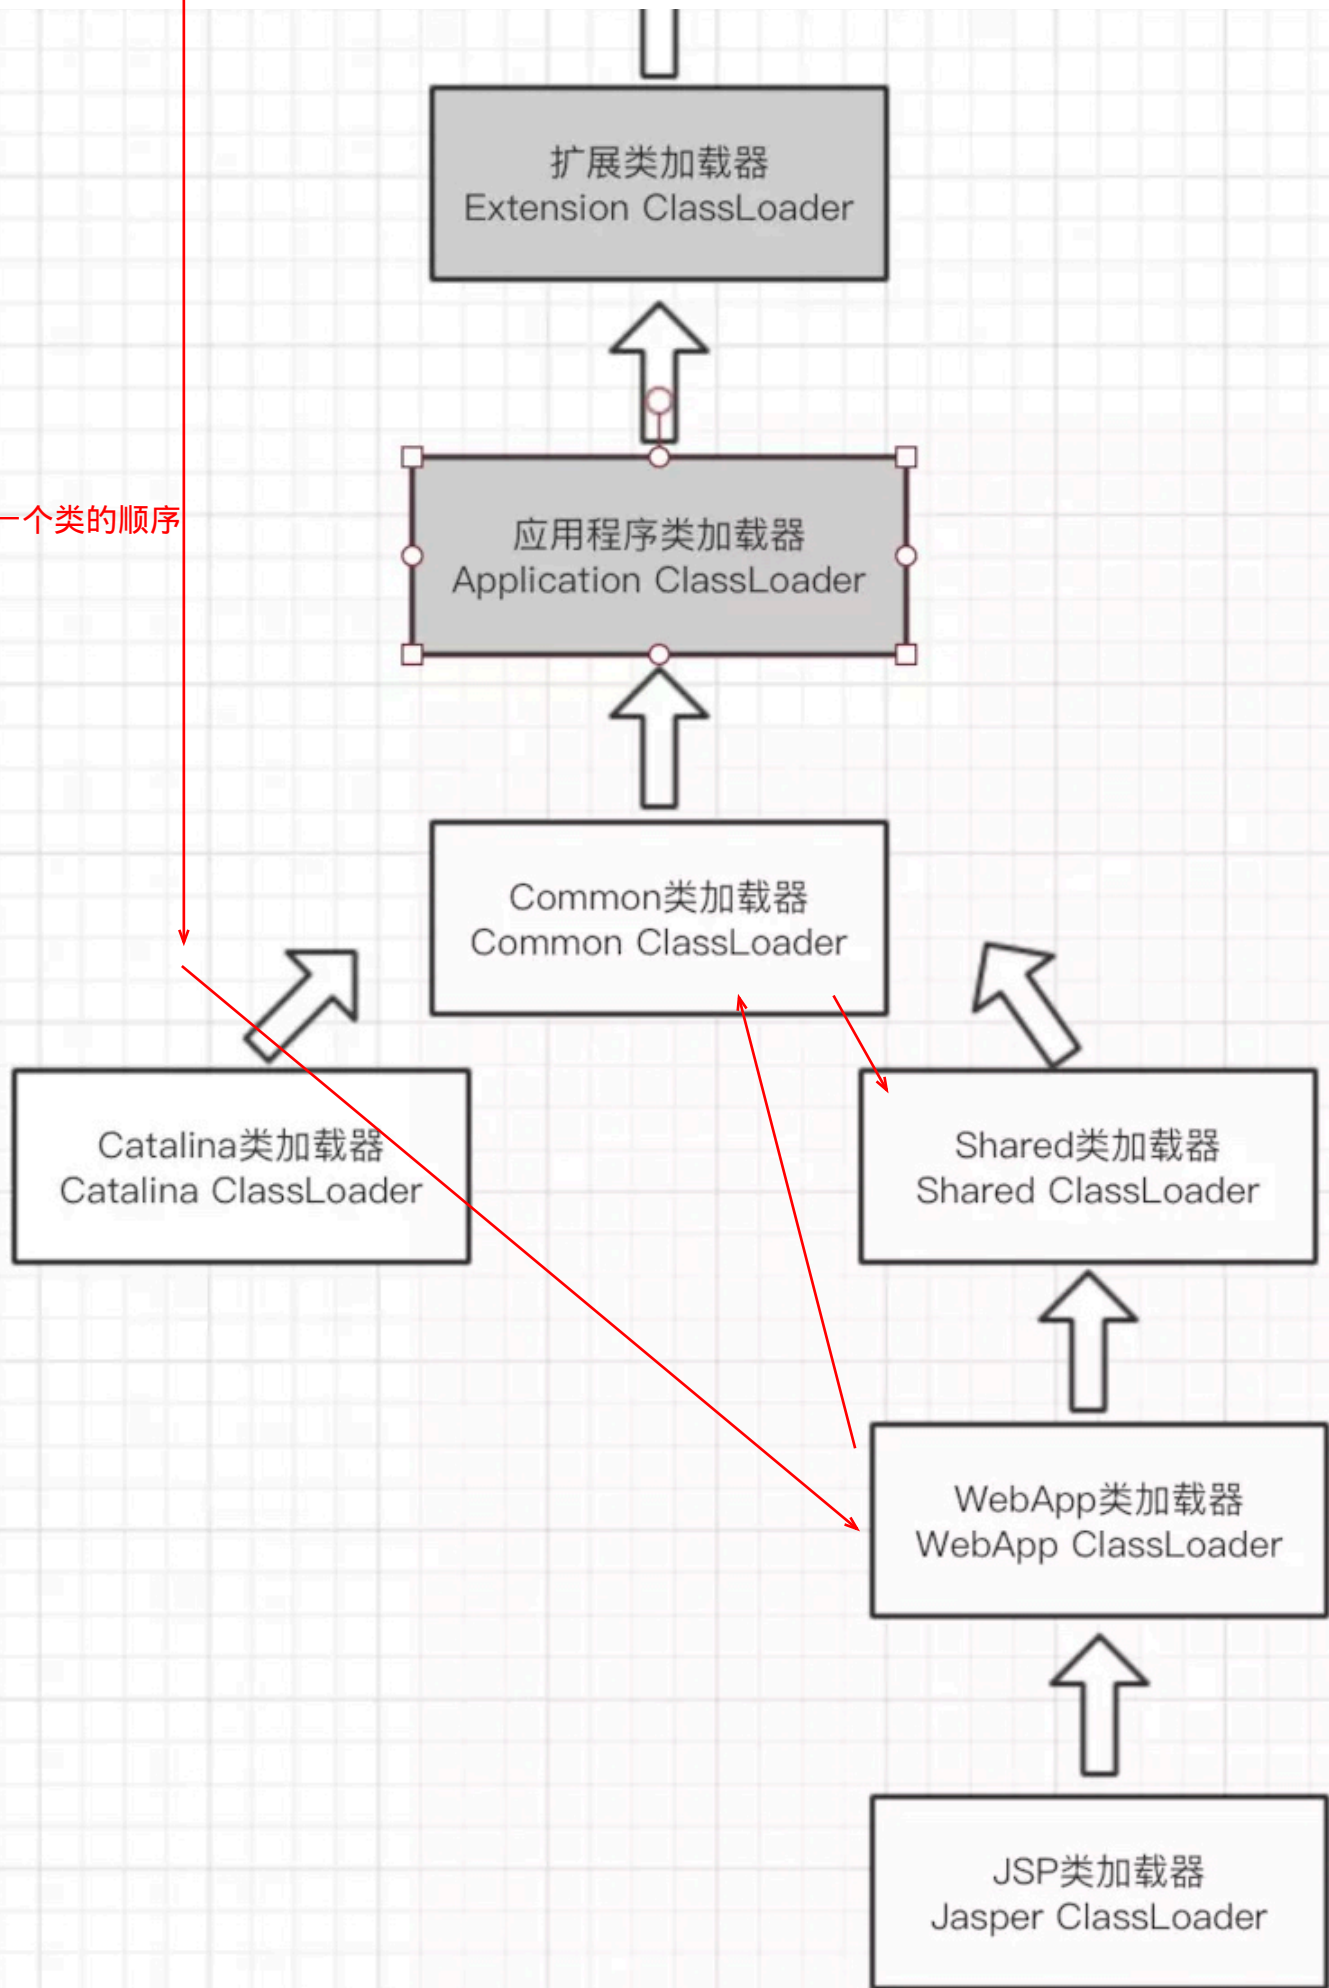 扩展类加载器
Extension ClassLoader
一个类的顺序
应用程序类加载器
Application ClassLoader
Common类加载器
Common ClassLoader
Catalina类加载器
Catalina ClassLoader
Shared类加载器
Shared ClassLoader
WebApp类加载器
WebApp ClassLoader
JSP类加载器
Jasper ClassLoader